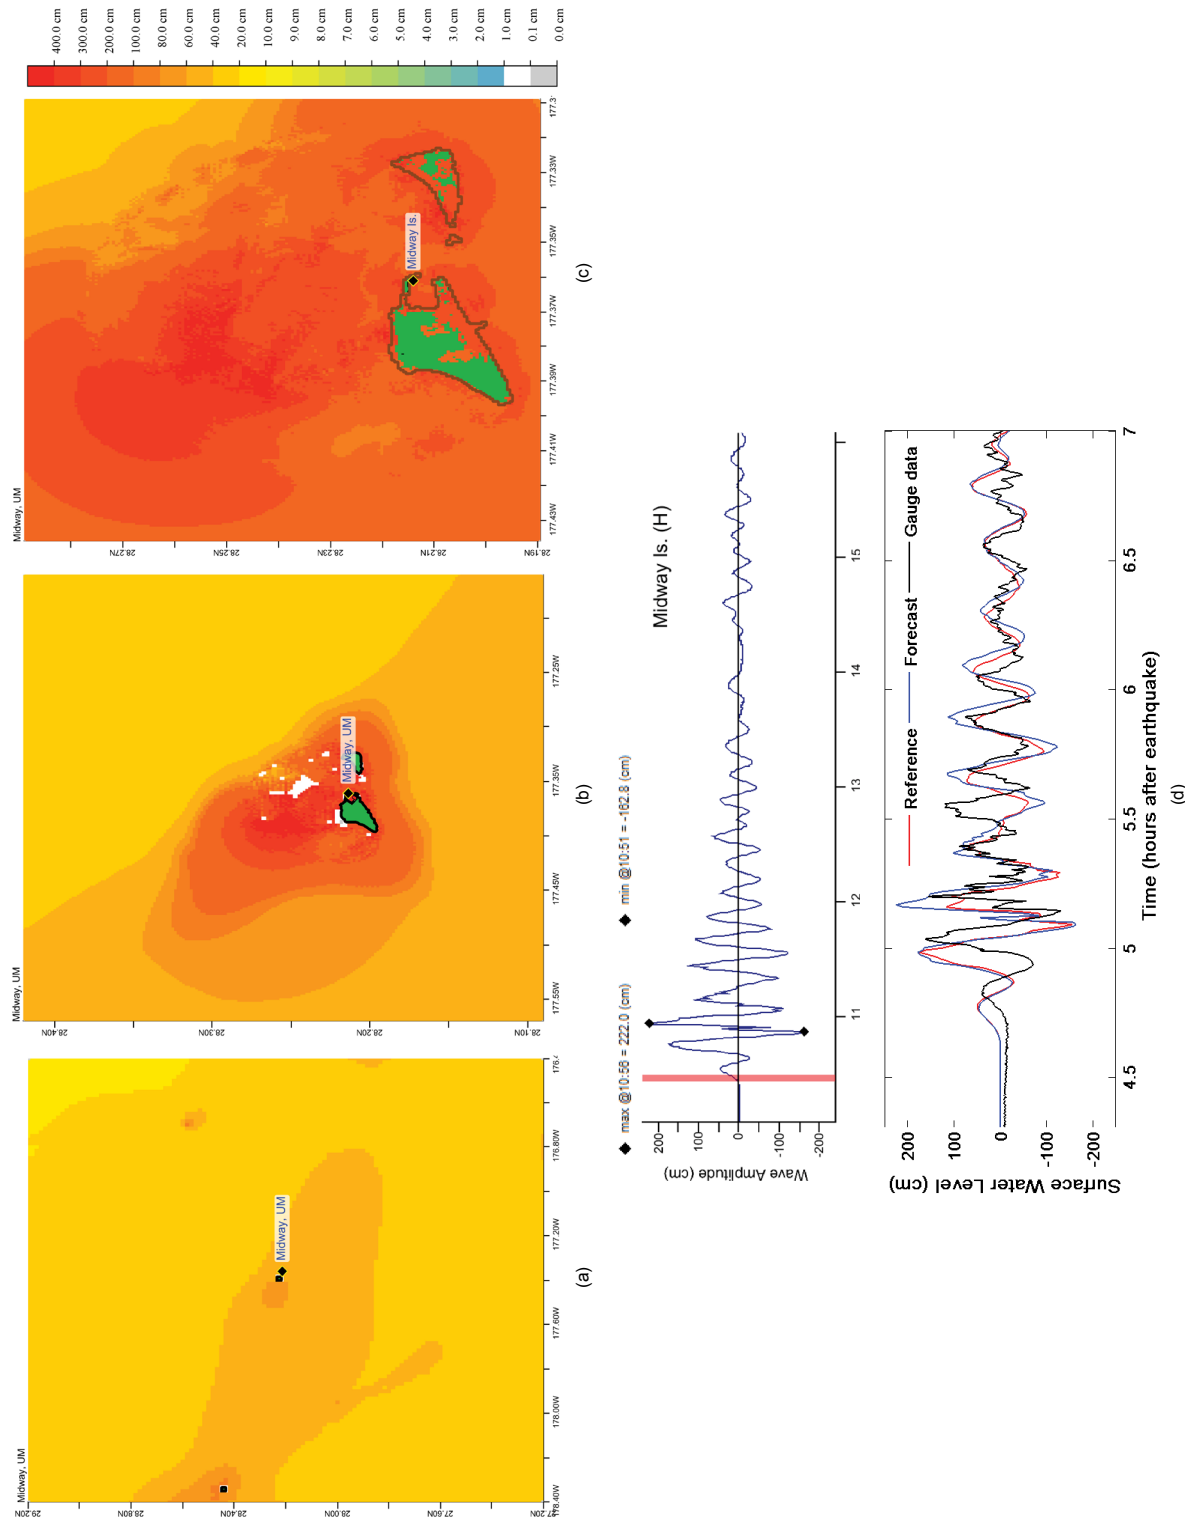 Midway, UM
29.20N
28.80N
28.40N
28.00N
27.60N
178.40W
178.00W
177.60W
177.20W
176.80W
Midway, UM
(a)
Midway, UM
28.40N
28.30N
28.20N
28.10N
177.55W
177.45W
177.35W
177.25W
Midway, UM
(b)
Midway, UM
28.27N
28.25N
28.23N
28.21N
28.19N
177.43W
177.41W
177.39W
177.37W
177.35W
177.33W
177.3
Midway Is.
(c)
400.0 cm
300.0 cm
200.0 cm
100.0 cm
80.0 cm
60.0 cm
40.0 cm
20.0 cm
10.0 cm
9.0 cm
8.0 cm
7.0 cm
6.0 cm
5.0 cm
4.0 cm
3.0 cm
2.0 cm
1.0 cm
0.1 cm
0.0 cm
max @10:56 = 222.0 (cm)
min @10:51 = -162.8 (cm)
Midway Is. (H)
Wave Amplitude (cm)
200
100
0
-100
-200
11
12
13
14
15
Surface Water Level (cm)
200
100
0
-100
-200
Reference
Forecast
Gauge data
4.5
5
5.5
6
6.5
7
Time (hours after earthquake)
(d)